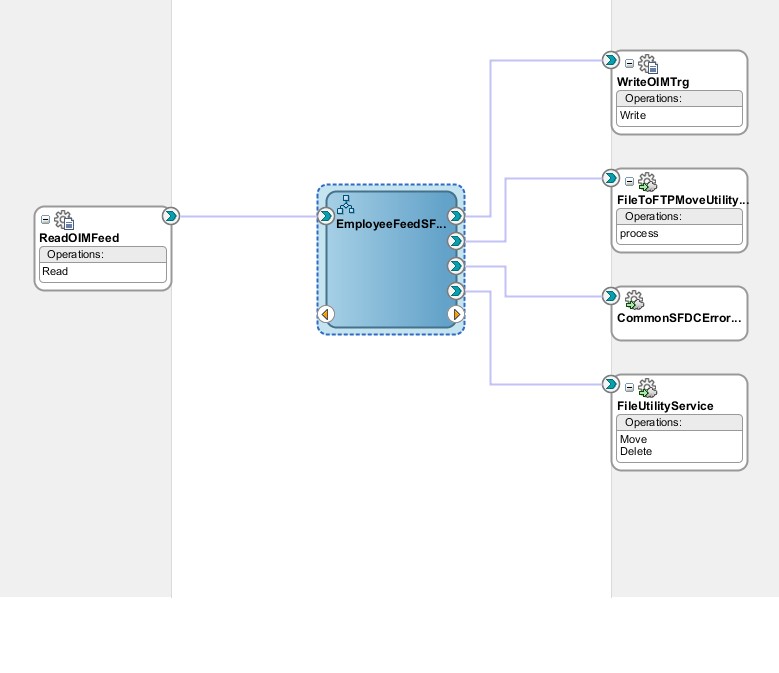 ReadOIMFeed
Operations:
Read
EmployeeFeedSF...
WriteOIMTrg
Operations:
Write
FileToFTPMoveUtility...
Operations:
process
CommonSFDCError...
FileUtilityService
Operations:
Move
Delete